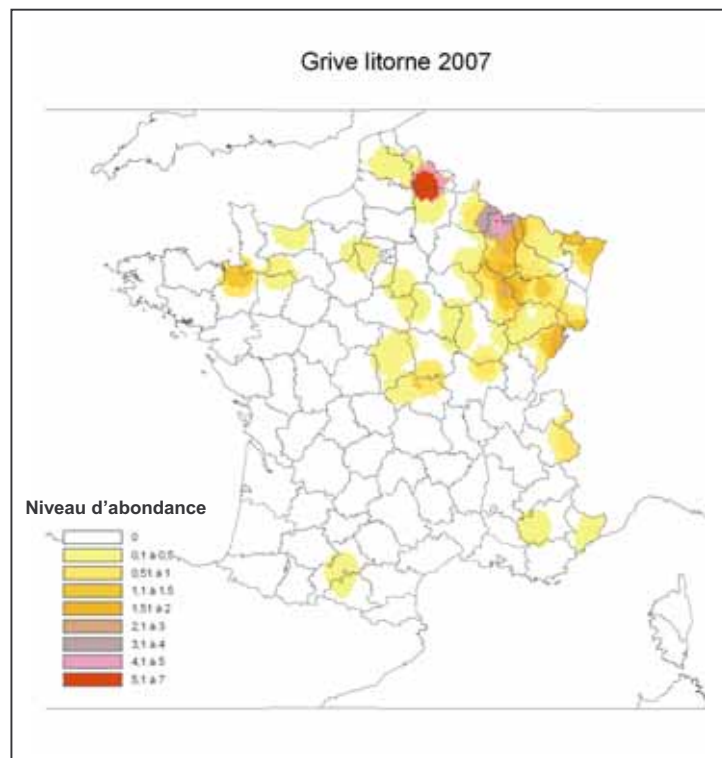 Grive litorne 2007
Niveau d'abondance
0
0,1 à 0,5
0,51 à 1
1,1 à 1,5
1,51 à 2
2,1 à 3
3,1 à 4
4,1 à 5
5,1 à 7